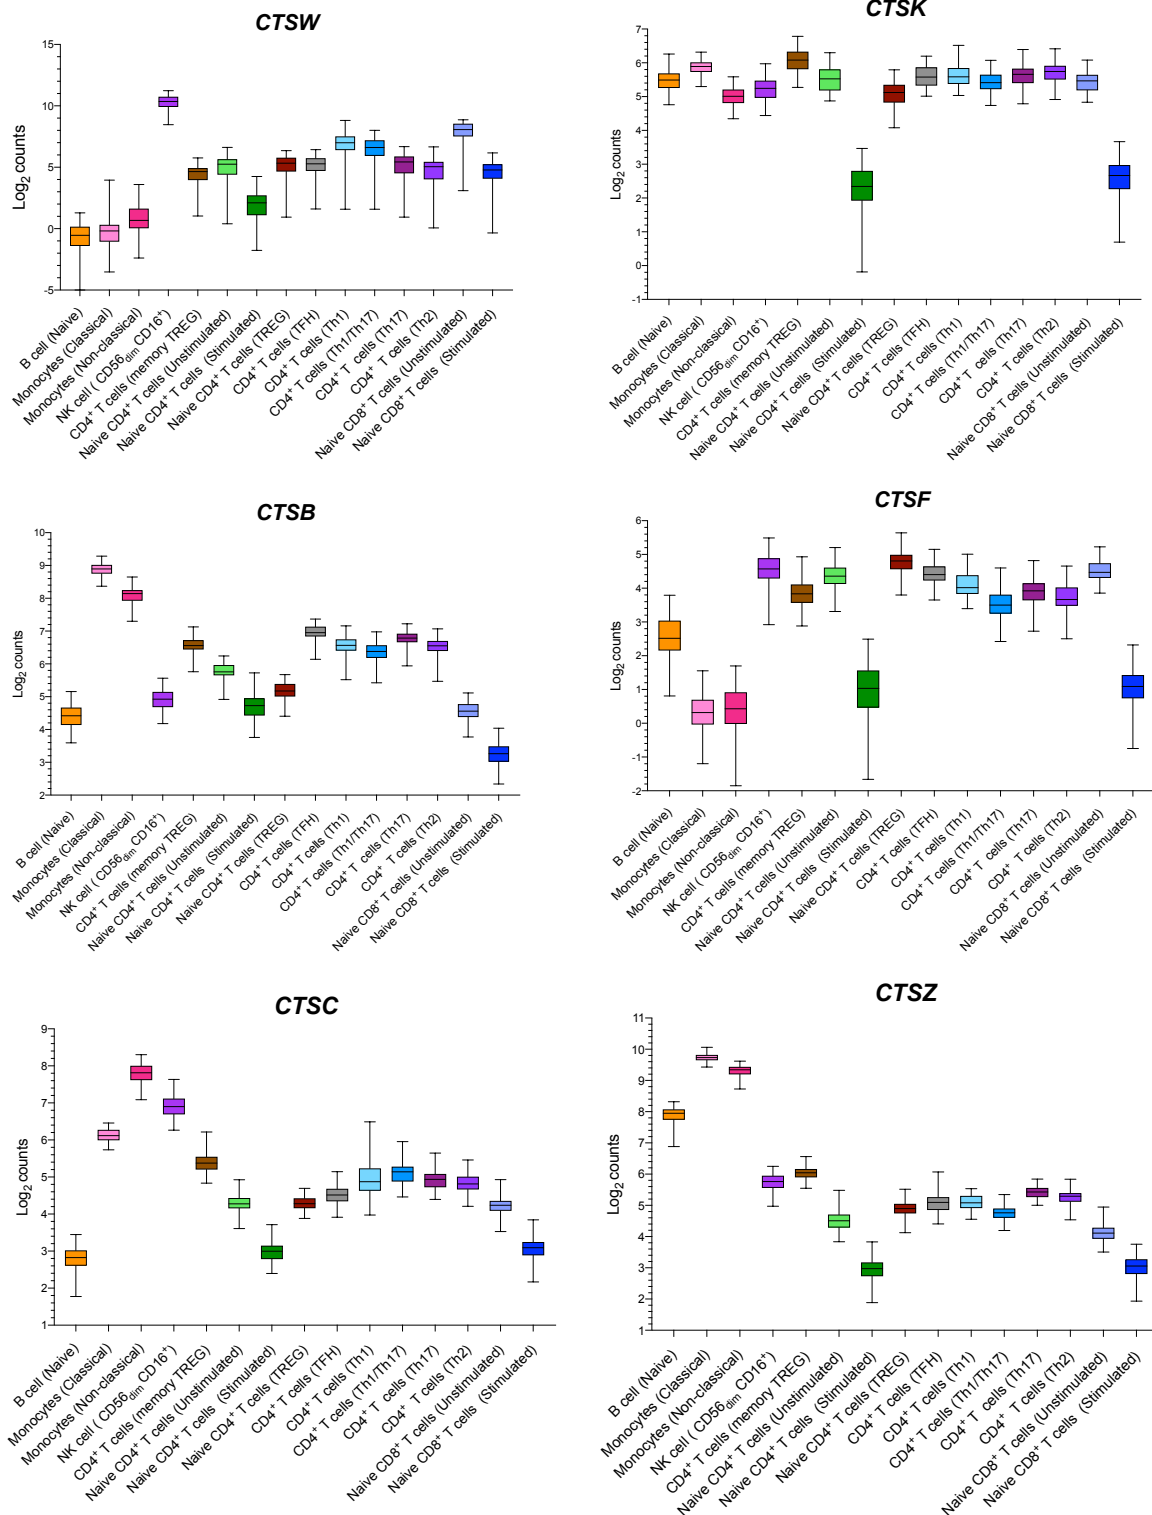 CTSW
Log₂ counts
15
10
5
0
-5
B cell (Naive)
Monocytes (Classical)
Monocytes (Non-classical)
NK cell ( CD56dim CD16⁺)
CD4⁺ T cells (memory TREG)
Naive CD4⁺ T cells (Unstimulated)
Naive CD4⁺ T cells (Stimulated)
Naive CD4⁺ T cells (TREG)
CD4⁺ T cells (TFH)
CD4⁺ T cells (Th1)
CD4⁺ T cells (Th1/Th17)
CD4⁺ T cells (Th17)
CD4⁺ T cells (Th2)
Naive CD8⁺ T cells (Unstimulated)
Naive CD8⁺ T cells (Stimulated)
CTSK
Log₂ counts
7
6
5
4
3
2
1
0
-1
B cell (Naive)
Monocytes (Classical)
Monocytes (Non-classical)
NK cell ( CD56dim CD16⁺)
CD4⁺ T cells (memory TREG)
Naive CD4⁺ T cells (Unstimulated)
Naive CD4⁺ T cells (Stimulated)
Naive CD4⁺ T cells (TREG)
CD4⁺ T cells (TFH)
CD4⁺ T cells (Th1)
CD4⁺ T cells (Th1/Th17)
CD4⁺ T cells (Th17)
CD4⁺ T cells (Th2)
Naive CD8⁺ T cells (Unstimulated)
Naive CD8⁺ T cells (Stimulated)
CTSB
Log₂ counts
10
9
8
7
6
5
4
3
2
B cell (Naive)
Monocytes (Classical)
Monocytes (Non-classical)
NK cell ( CD56dim CD16⁺)
CD4⁺ T cells (memory TREG)
Naive CD4⁺ T cells (Unstimulated)
Naive CD4⁺ T cells (Stimulated)
Naive CD4⁺ T cells (TREG)
CD4⁺ T cells (TFH)
CD4⁺ T cells (Th1)
CD4⁺ T cells (Th1/Th17)
CD4⁺ T cells (Th17)
CD4⁺ T cells (Th2)
Naive CD8⁺ T cells (Unstimulated)
Naive CD8⁺ T cells (Stimulated)
CTSF
Log₂ counts
6
5
4
3
2
1
0
-1
-2
B cell (Naive)
Monocytes (Classical)
Monocytes (Non-classical)
NK cell ( CD56dim CD16⁺)
CD4⁺ T cells (memory TREG)
Naive CD4⁺ T cells (Unstimulated)
Naive CD4⁺ T cells (Stimulated)
Naive CD4⁺ T cells (TREG)
CD4⁺ T cells (TFH)
CD4⁺ T cells (Th1)
CD4⁺ T cells (Th1/Th17)
CD4⁺ T cells (Th17)
CD4⁺ T cells (Th2)
Naive CD8⁺ T cells (Unstimulated)
Naive CD8⁺ T cells (Stimulated)
CTSC
Log₂ counts
9
8
7
6
5
4
3
2
1
B cell (Naive)
Monocytes (Classical)
Monocytes (Non-classical)
NK cell ( CD56dim CD16⁺)
CD4⁺ T cells (memory TREG)
Naive CD4⁺ T cells (Unstimulated)
Naive CD4⁺ T cells (Stimulated)
Naive CD4⁺ T cells (TREG)
CD4⁺ T cells (TFH)
CD4⁺ T cells (Th1)
CD4⁺ T cells (Th1/Th17)
CD4⁺ T cells (Th17)
CD4⁺ T cells (Th2)
Naive CD8⁺ T cells (Unstimulated)
Naive CD8⁺ T cells (Stimulated)
CTSZ
Log₂ counts
11
10
9
8
7
6
5
4
3
2
1
B cell (Naive)
Monocytes (Classical)
Monocytes (Non-classical)
NK cell ( CD56dim CD16⁺)
CD4⁺ T cells (memory TREG)
Naive CD4⁺ T cells (Unstimulated)
Naive CD4⁺ T cells (Stimulated)
Naive CD4⁺ T cells (TREG)
CD4⁺ T cells (TFH)
CD4⁺ T cells (Th1)
CD4⁺ T cells (Th1/Th17)
CD4⁺ T cells (Th17)
CD4⁺ T cells (Th2)
Naive CD8⁺ T cells (Unstimulated)
Naive CD8⁺ T cells (Stimulated)